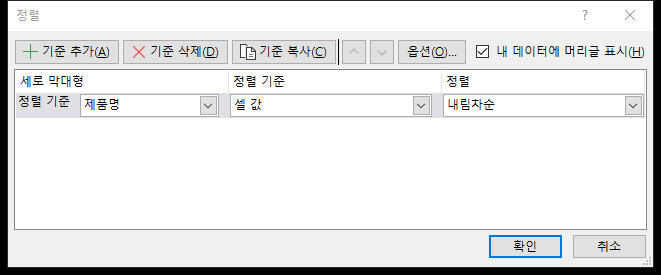 정렬
기준 추가(A) 기준 삭제(D) 기준 복사(C) 옵션(O)... 내 데이터에 머리글 표시(H)
세로 막대형 정렬 기준 정렬
정렬 기준 제품명 셀 값 내림차순
확인 취소